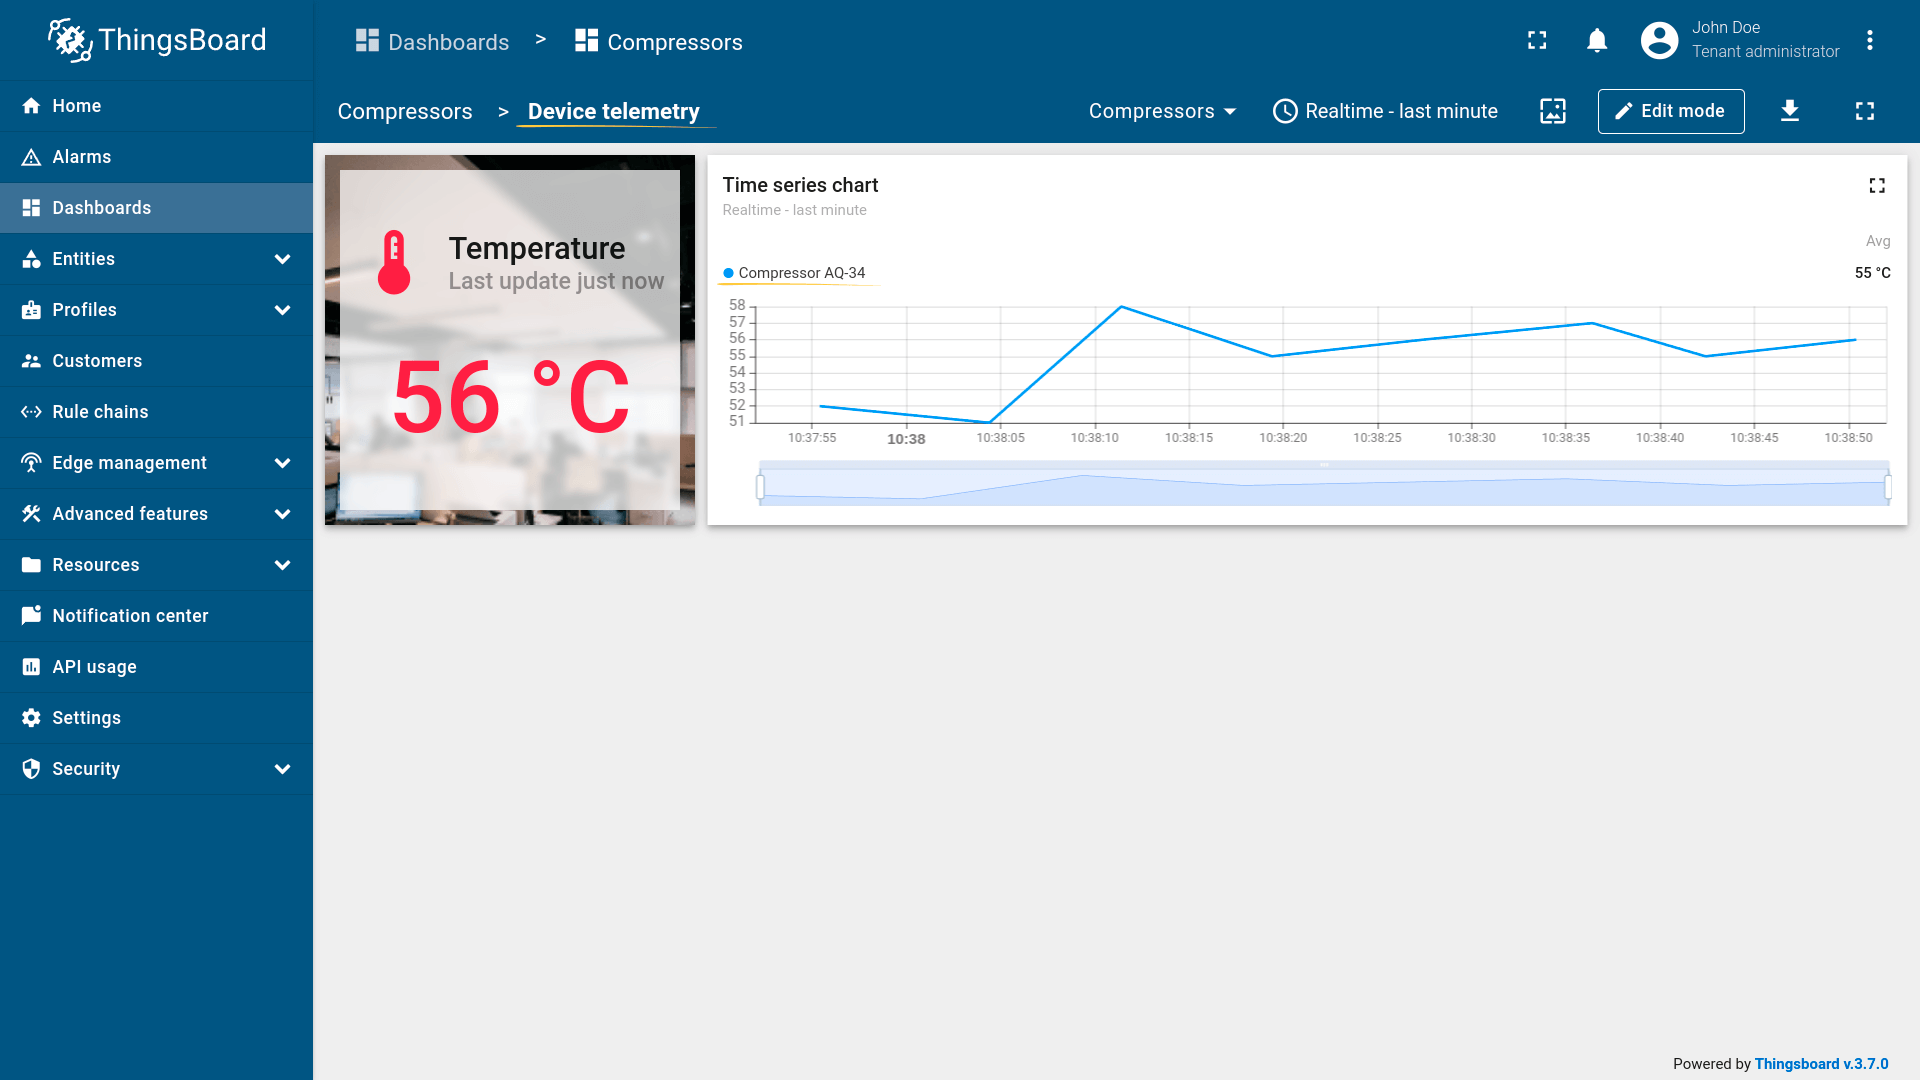 ThingsBoard
Dashboards > Compressors
John Doe
Tenant administrator
Home
Alarms
Dashboards
Entities
Profiles
Customers
Rule chains
Edge management
Advanced features
Resources
Notification center
API usage
Settings
Security
Compressors > Device telemetry
Compressors
Realtime - last minute
Edit mode
Temperature
Last update just now
56 °C
Time series chart
Realtime - last minute
Avg
Compressor AQ-34 55 °C
58
57
56
55
54
53
52
51
10:37:55 10:38 10:38:05 10:38:10 10:38:15 10:38:20 10:38:25 10:38:30 10:38:35 10:38:40 10:38:45 10:38:50
Powered by Thingsboard v.3.7.0